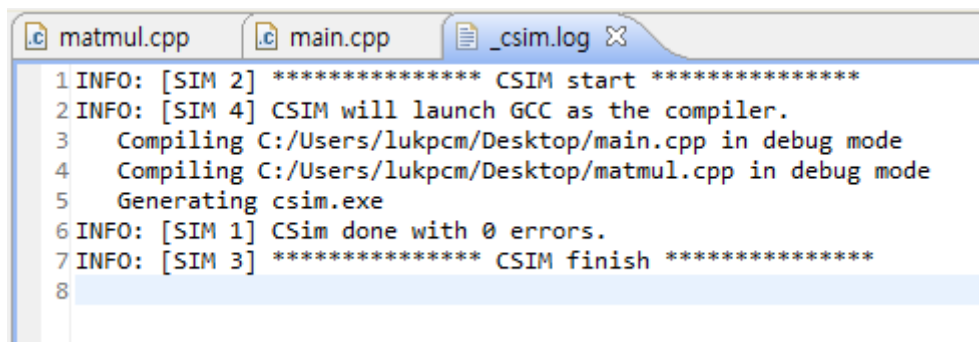 matmul.cpp main.cpp _csim.log
1 INFO: [SIM 2] *************** CSIM start ***************
2 INFO: [SIM 4] CSIM will launch GCC as the compiler.
3    Compiling C:/Users/lukpcm/Desktop/main.cpp in debug mode
4    Compiling C:/Users/lukpcm/Desktop/matmul.cpp in debug mode
5    Generating csim.exe
6 INFO: [SIM 1] CSim done with 0 errors.
7 INFO: [SIM 3] *************** CSIM finish ***************
8